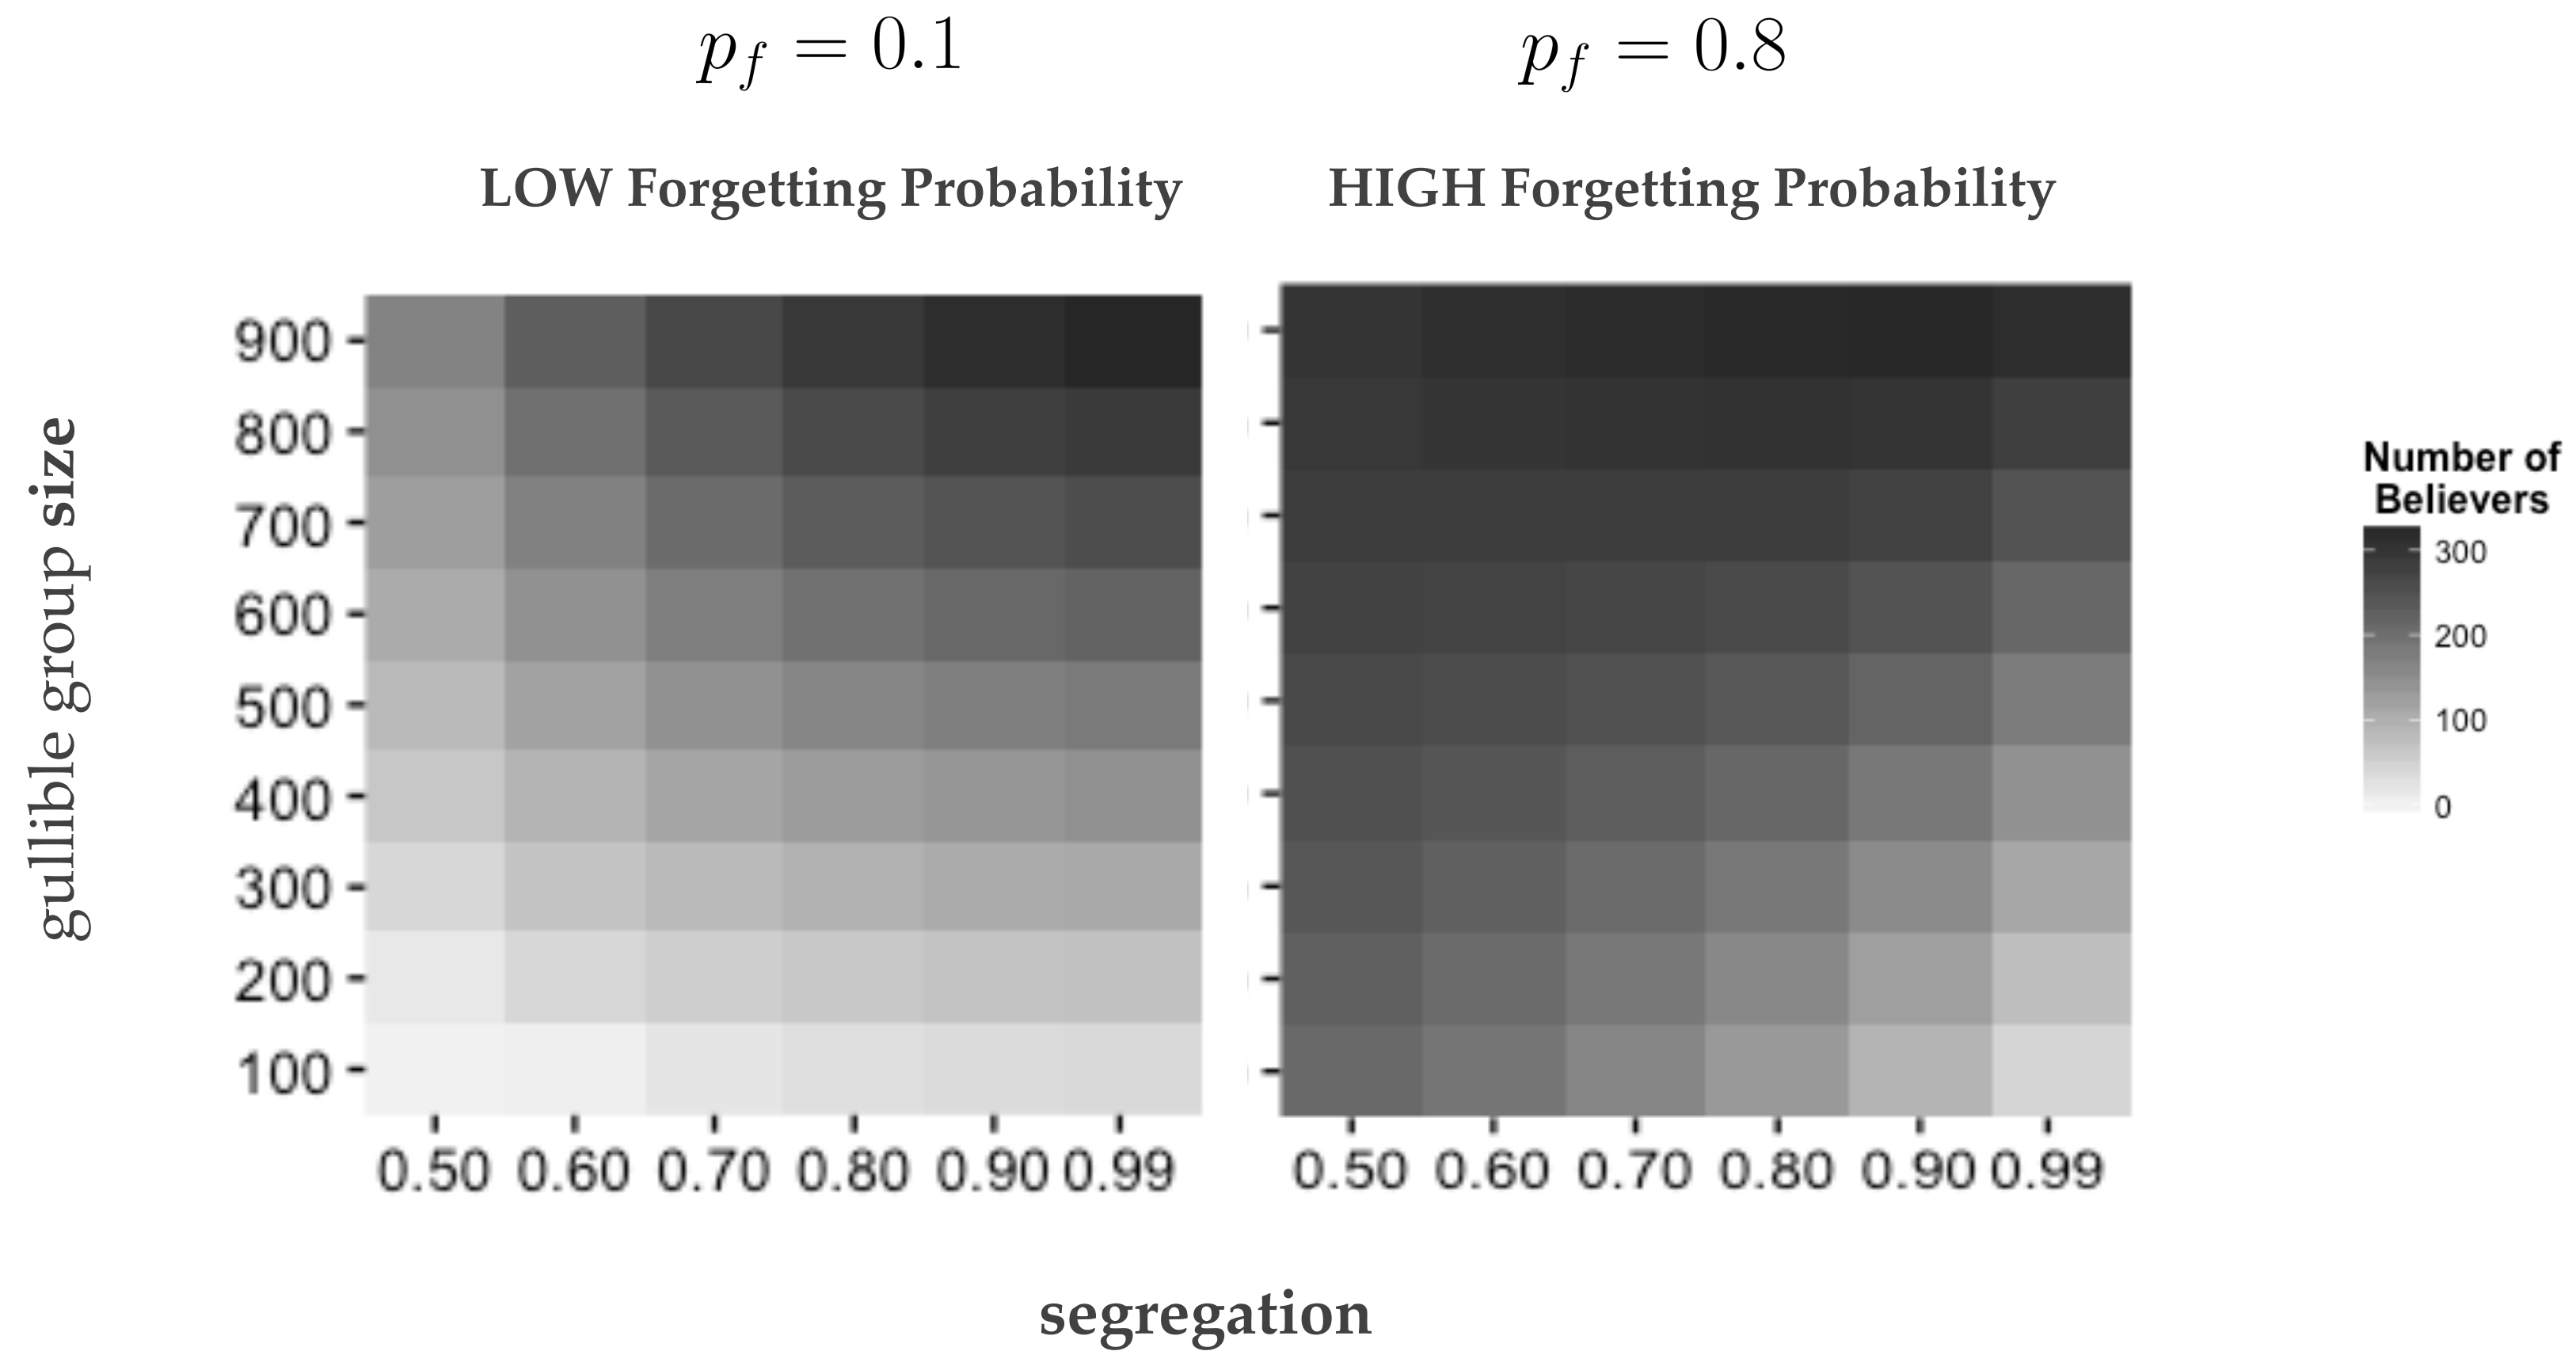 p_f = 0.1
p_f = 0.8
LOW Forgetting Probability
HIGH Forgetting Probability
gullible group size
900
800
700
600
500
400
300
200
100
0.50 0.60 0.70 0.80 0.90 0.99
0.50 0.60 0.70 0.80 0.90 0.99
segregation
Number of
Believers
300
200
100
0